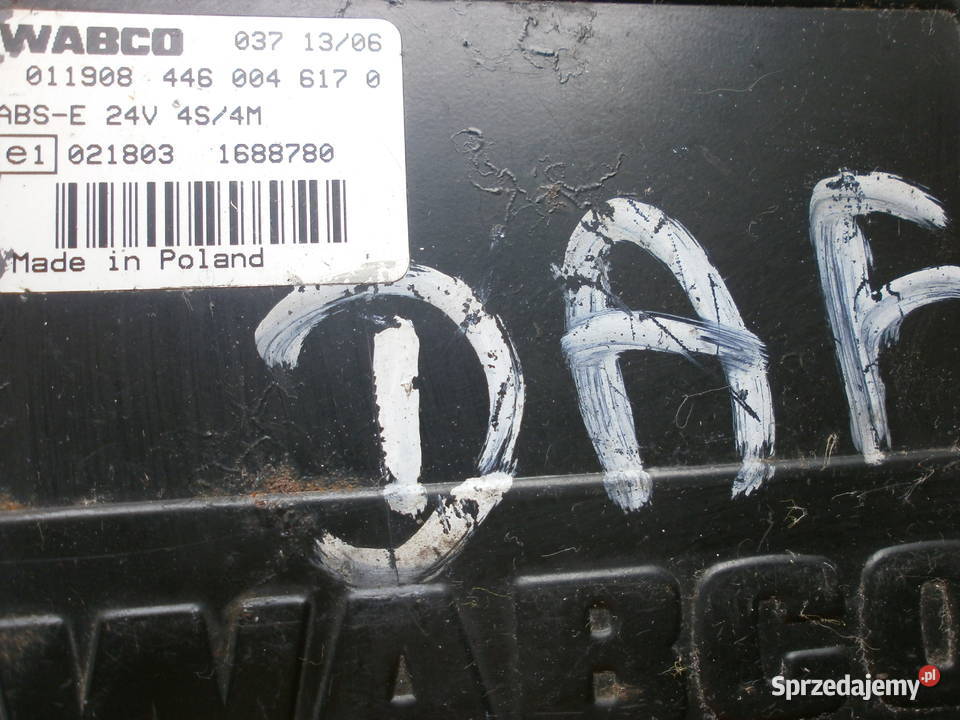 WABCO 037 13/06
011908 446 004 617 0
ABS-E 24V 4S/4M
e1 021803 1688780
Made in Poland
DAF
WABCO
Sprzedajemy.pl